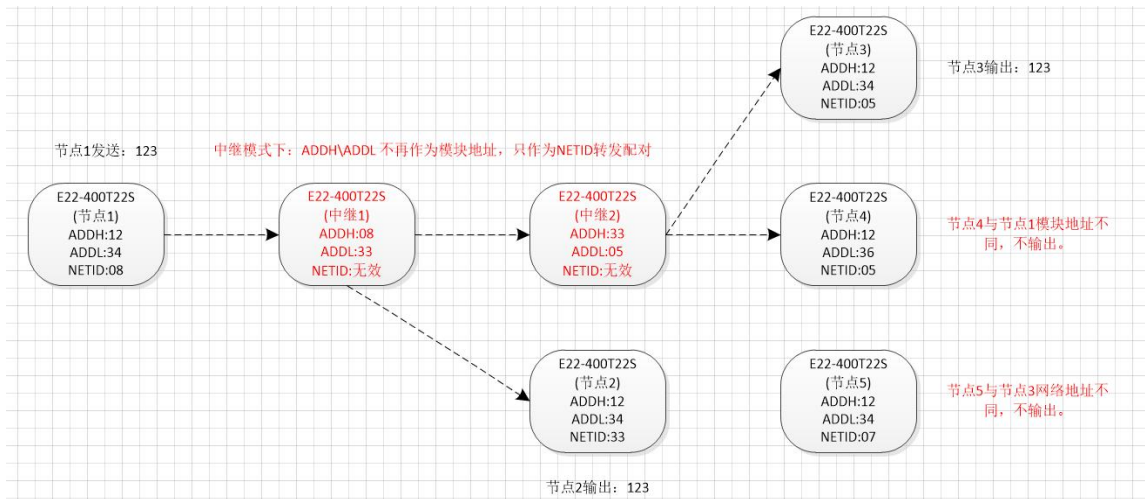 E22-400T22S
(节点3)
ADDH:12
ADDL:34
NETID:05
节点3输出：123
节点1发送：123
中继模式下：ADDH\ADDL 不再作为模块地址，只作为NETID转发配对
E22-400T22S
(节点1)
ADDH:12
ADDL:34
NETID:08
E22-400T22S
(中继1)
ADDH:08
ADDL:33
NETID:无效
E22-400T22S
(中继2)
ADDH:33
ADDL:05
NETID:无效
E22-400T22S
(节点4)
ADDH:12
ADDL:36
NETID:05
节点4与节点1模块地址不
同，不输出。
E22-400T22S
(节点2)
ADDH:12
ADDL:34
NETID:33
E22-400T22S
(节点5)
ADDH:12
ADDL:34
NETID:07
节点5与节点3网络地址不
同，不输出。
节点2输出：123